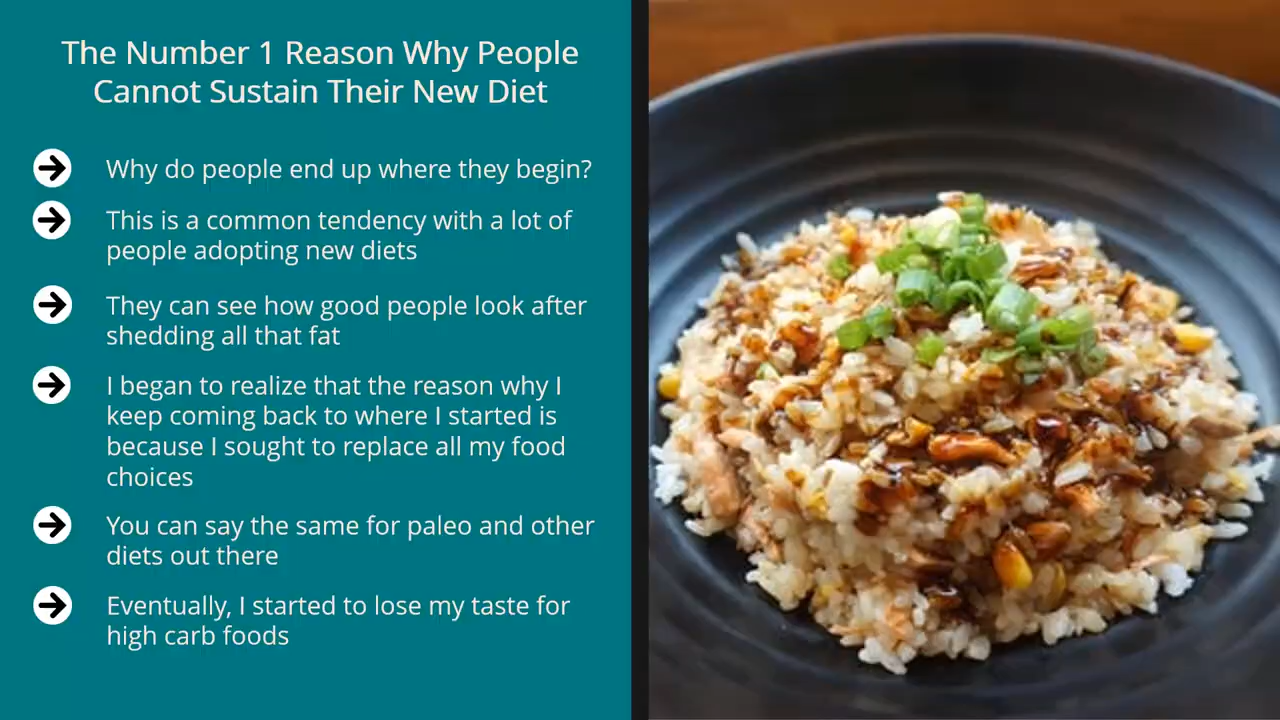 The Number 1 Reason Why People
Cannot Sustain Their New Diet
Why do people end up where they begin?
This is a common tendency with a lot of
people adopting new diets
They can see how good people look after
shedding all that fat
I began to realize that the reason why I
keep coming back to where I started is
because I sought to replace all my food
choices
You can say the same for paleo and other
diets out there
Eventually, I started to lose my taste for
high carb foods